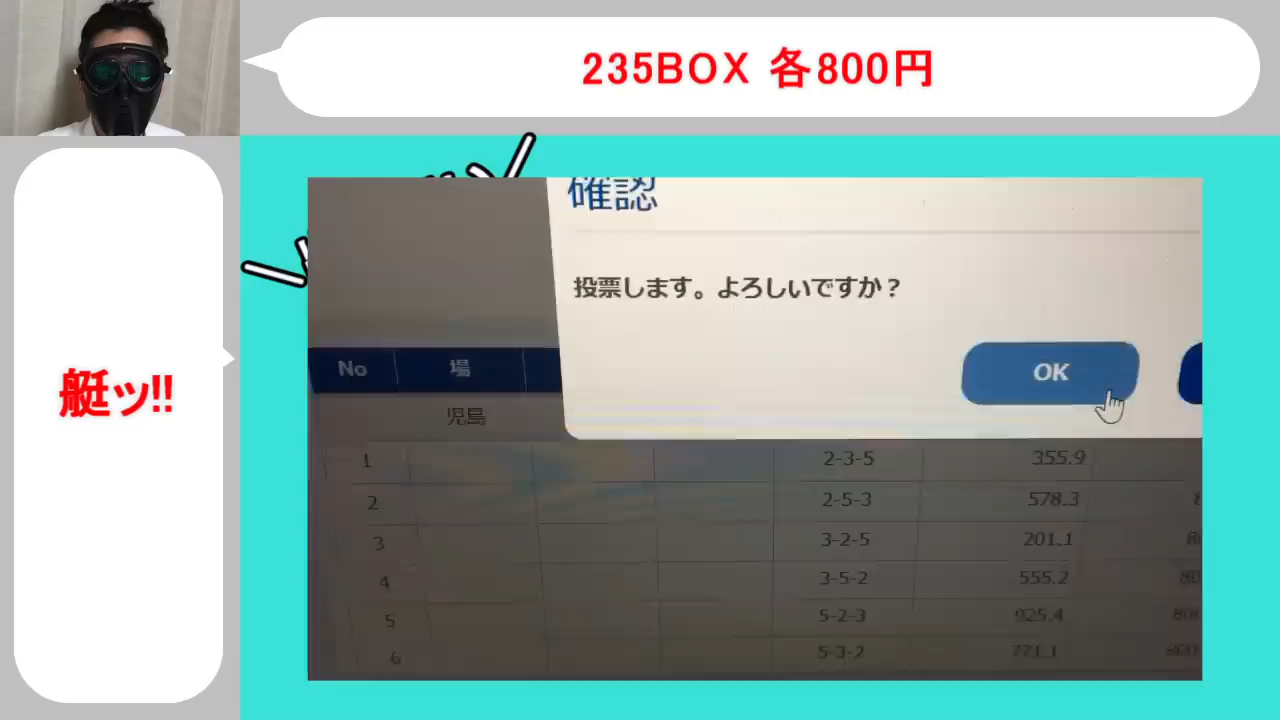 235BOX 各800円
艇ッ!!
確認
投票します。よろしいですか？
OK
No 場
児島
1 2-3-5 355.9
2 2-5-3 578.3
3 3-2-5 201.1
4 3-5-2 555.2 80
5 5-2-3 925.4 800
6 5-3-2 771.1 800